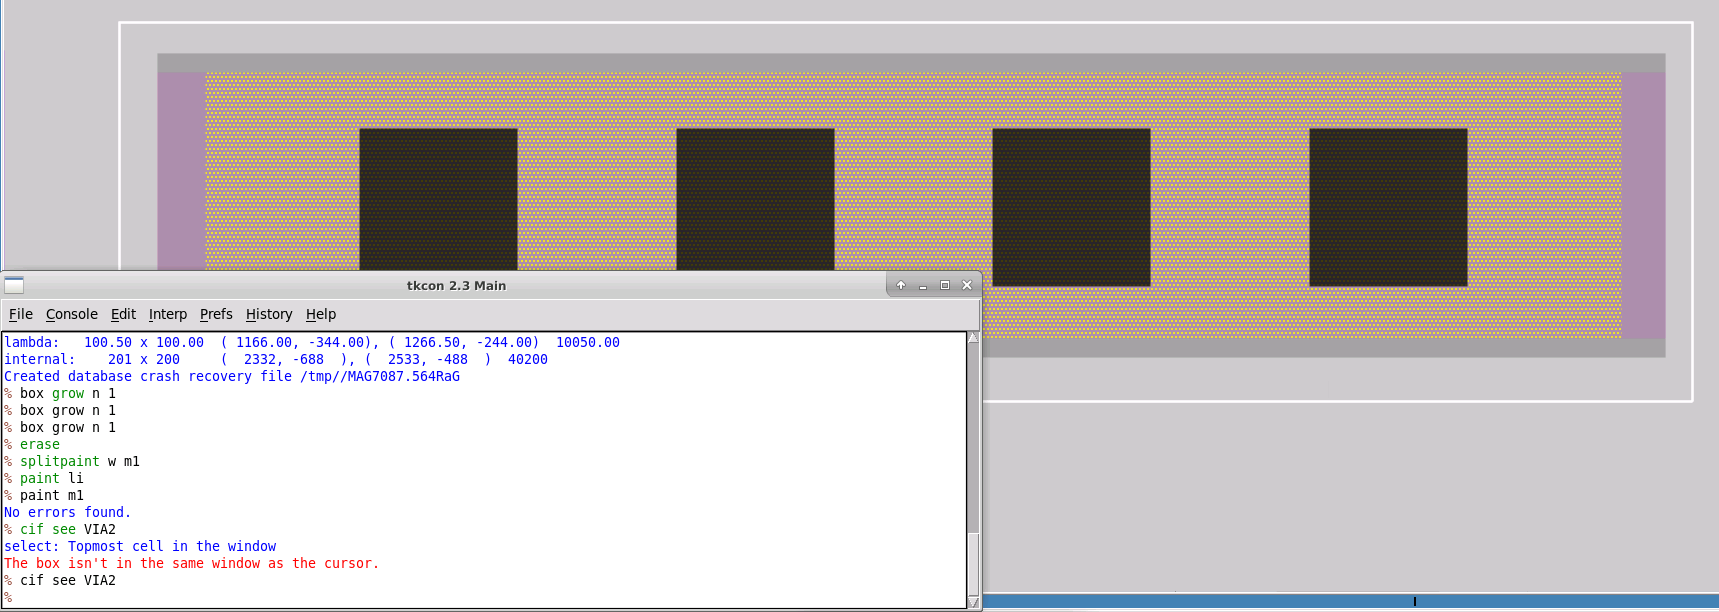 tkcon 2.3 Main
File Console Edit Interp Prefs History Help
lambda: 100.50 x 100.00 ( 1166.00, -344.00), ( 1266.50, -244.00) 10050.00
internal: 201 x 200 ( 2332, -688 ), ( 2533, -488 ) 40200
Created database crash recovery file /tmp//MAG7087.564RaG
% box grow n 1
% box grow n 1
% box grow n 1
% erase
% splitpaint w m1
% paint li
% paint m1
No errors found.
% cif see VIA2
select: Topmost cell in the window
The box isn't in the same window as the cursor.
% cif see VIA2
%